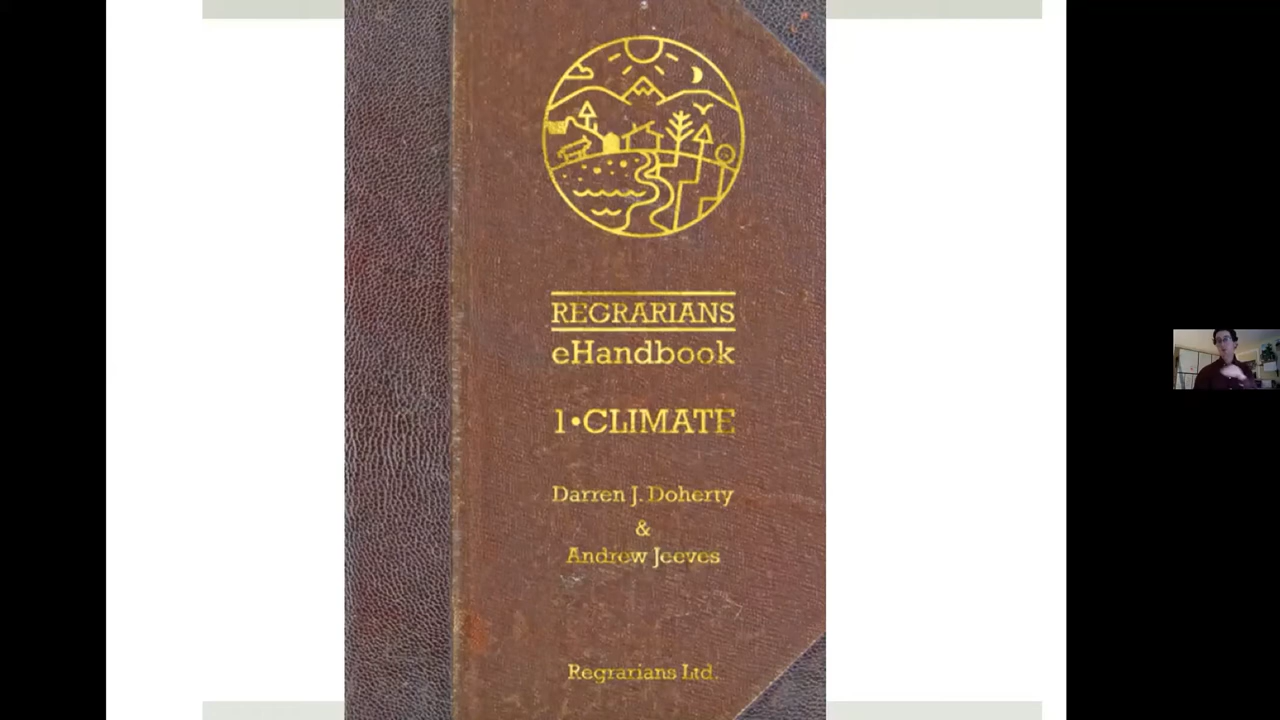 REGRARIANS
eHandbook
1•CLIMATE
Darren J. Doherty
&
Andrew Jeeves
Regrarians Ltd.